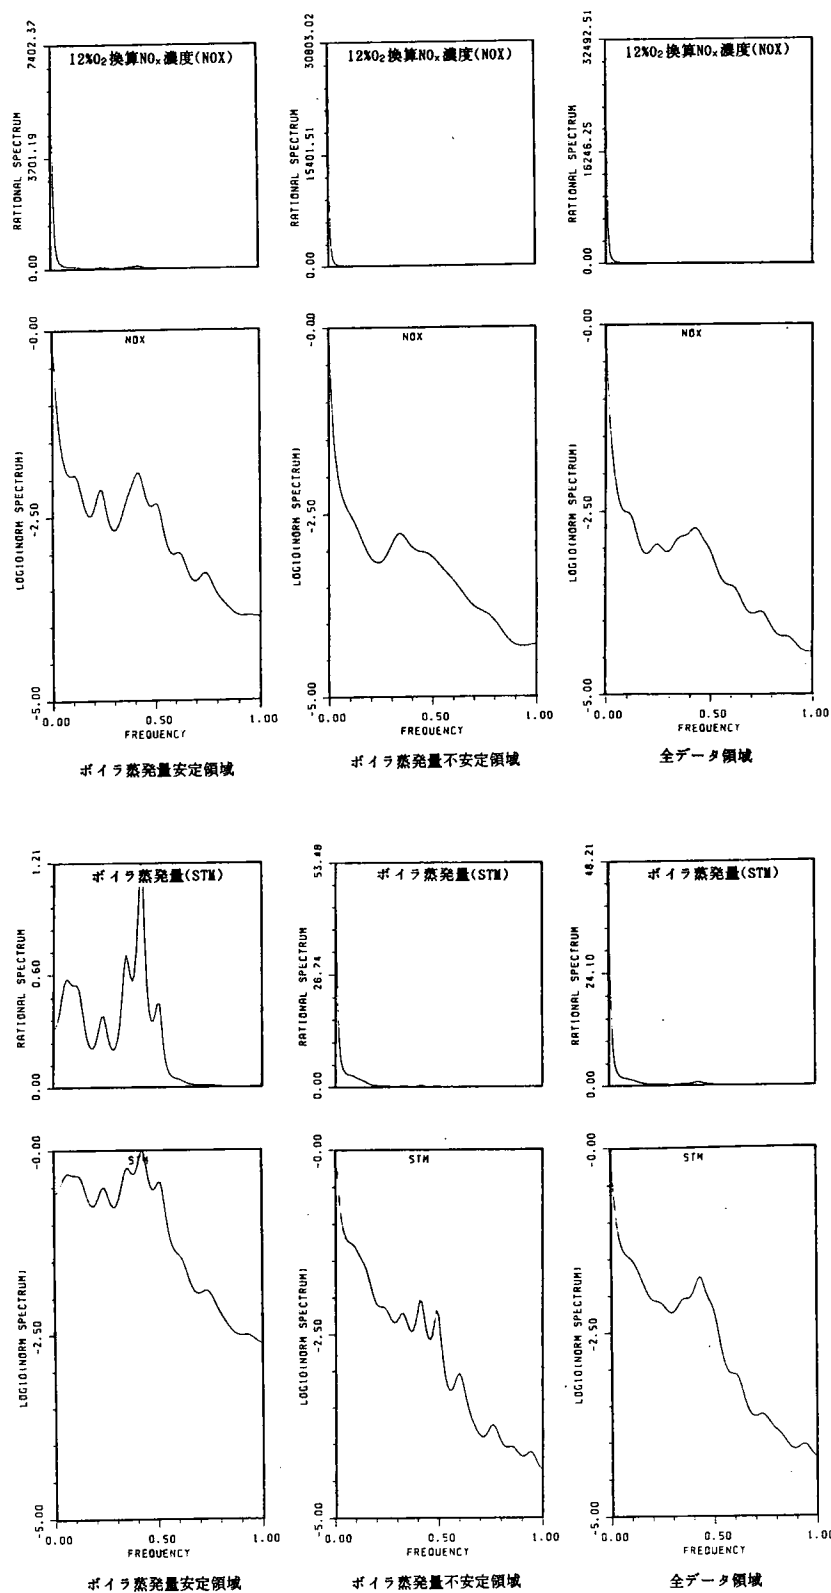 12%O₂換算NOₓ濃度(NOX)
7402.37
3701.19
0.00
RATIONAL SPECTRUM
12%O₂換算NOₓ濃度(NOX)
30803.02
15401.51
0.00
RATIONAL SPECTRUM
12%O₂換算NOₓ濃度(NOX)
32492.51
16246.25
0.00
RATIONAL SPECTRUM
NOX
-0.00
-2.50
-5.00
LOG10(NORM SPECTRUM)
0.00 0.50 1.00
FREQUENCY
ボイラ蒸発量安定領域
NOX
-0.00
-2.50
-5.00
LOG10(NORM SPECTRUM)
0.00 0.50 1.00
FREQUENCY
ボイラ蒸発量不安定領域
NOX
-0.00
-2.50
-5.00
LOG10(NORM SPECTRUM)
0.00 0.50 1.00
FREQUENCY
全データ領域
ボイラ蒸発量(STM)
1.21
0.60
0.00
RATIONAL SPECTRUM
ボイラ蒸発量(STM)
53.48
26.74
0.00
RATIONAL SPECTRUM
ボイラ蒸発量(STM)
48.21
24.10
0.00
RATIONAL SPECTRUM
STM
-0.00
-2.50
-5.00
LOG10(NORM SPECTRUM)
0.00 0.50 1.00
FREQUENCY
ボイラ蒸発量安定領域
STM
-0.00
-2.50
-5.00
LOG10(NORM SPECTRUM)
0.00 0.50 1.00
FREQUENCY
ボイラ蒸発量不安定領域
STM
-0.00
-2.50
-5.00
LOG10(NORM SPECTRUM)
0.00 0.50 1.00
FREQUENCY
全データ領域